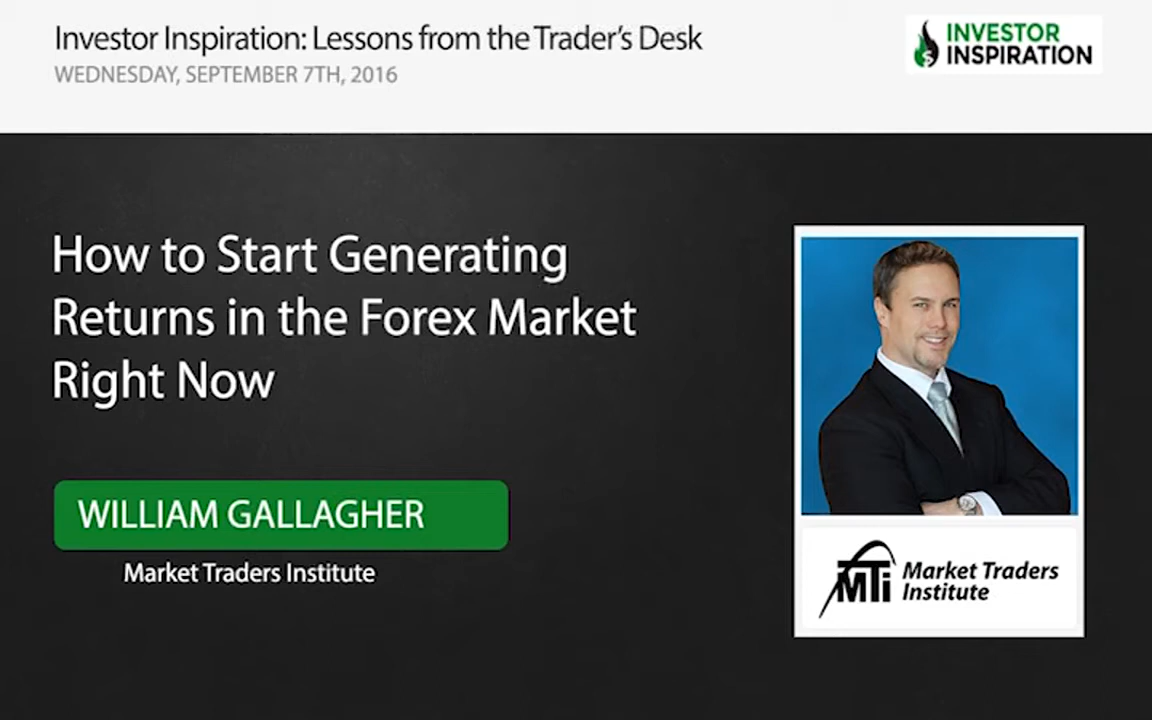 Investor Inspiration: Lessons from the Trader's Desk
WEDNESDAY, SEPTEMBER 7TH, 2016
INVESTOR
INSPIRATION
How to Start Generating
Returns in the Forex Market
Right Now
WILLIAM GALLAGHER
Market Traders Institute
MTi
Market Traders
Institute